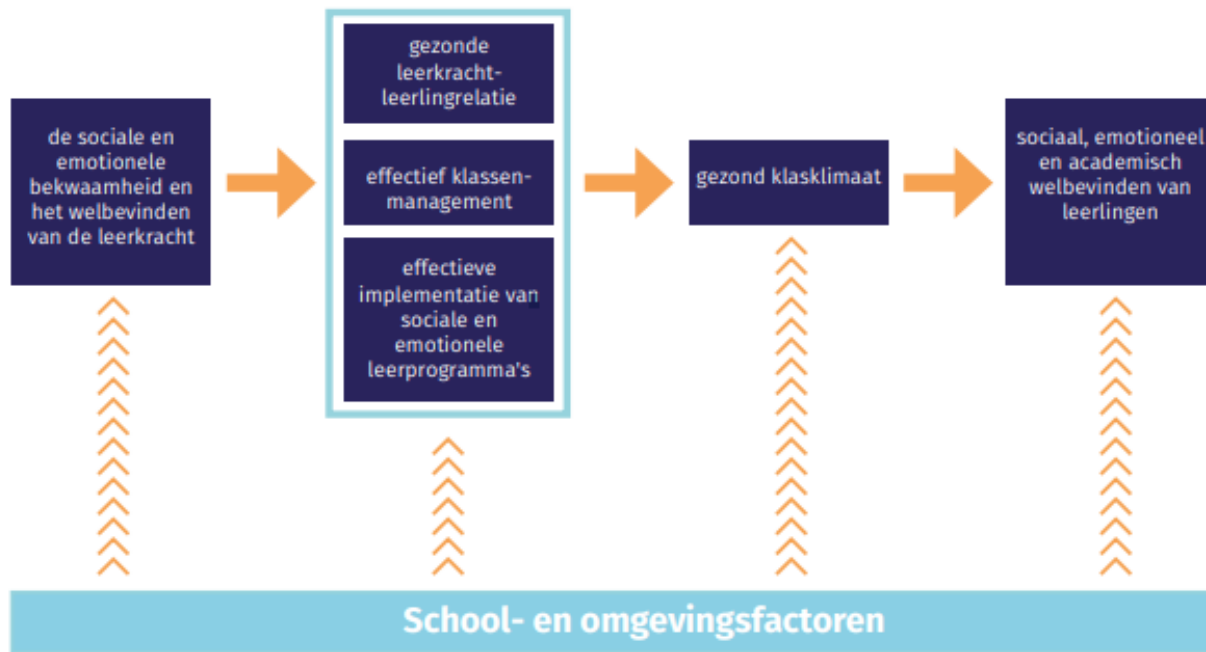 de sociale en
emotionele
bekwaamheid en
het welbevinden
van de leerkracht
gezonde
leerkracht-
leerlingrelatie
effectief klassen-
management
effectieve
implementatie van
sociale en
emotionele
leerprogramma's
gezond klasklimaat
sociaal, emotioneel
en academisch
welbevinden van
leerlingen
School- en omgevingsfactoren